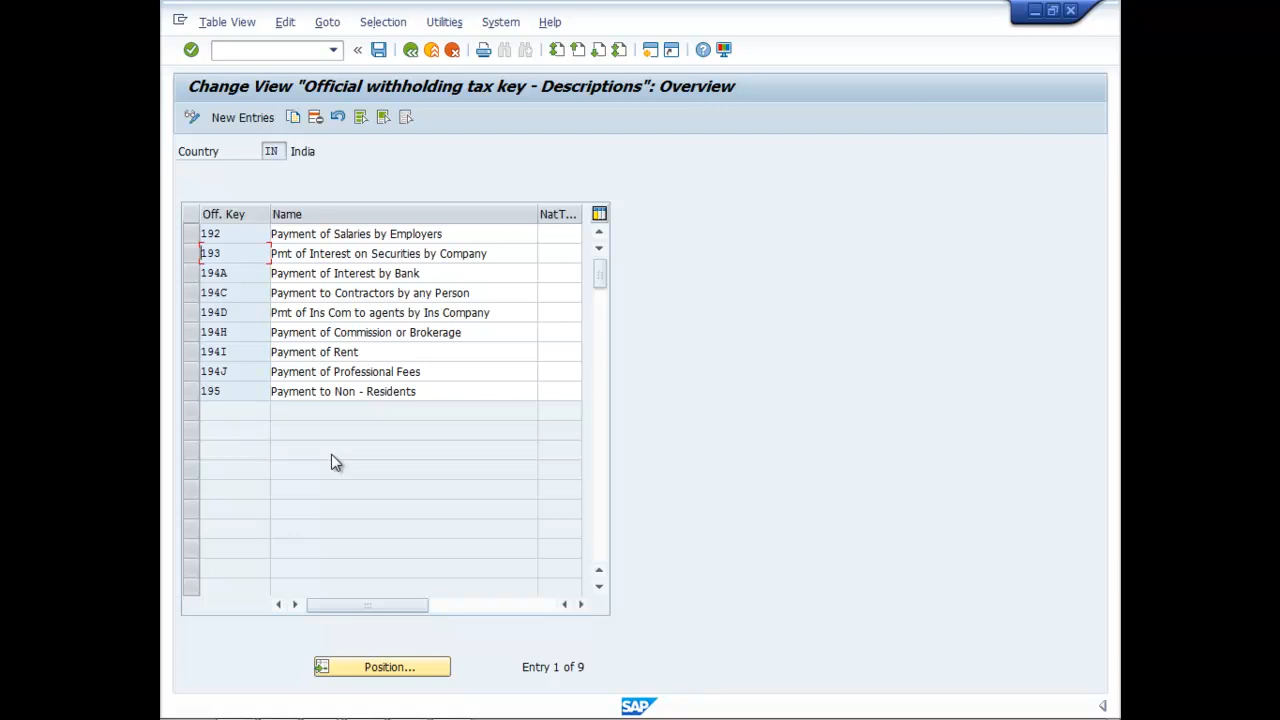 Table View Edit Goto Selection Utilities System Help
Change View "Official withholding tax key - Descriptions": Overview
New Entries
Country IN India
Off. Key Name NatT...
192 Payment of Salaries by Employers
193 Pmt of Interest on Securities by Company
194A Payment of Interest by Bank
194C Payment to Contractors by any Person
194D Pmt of Ins Com to agents by Ins Company
194H Payment of Commission or Brokerage
194I Payment of Rent
194J Payment of Professional Fees
195 Payment to Non - Residents
Position... Entry 1 of 9
SAP